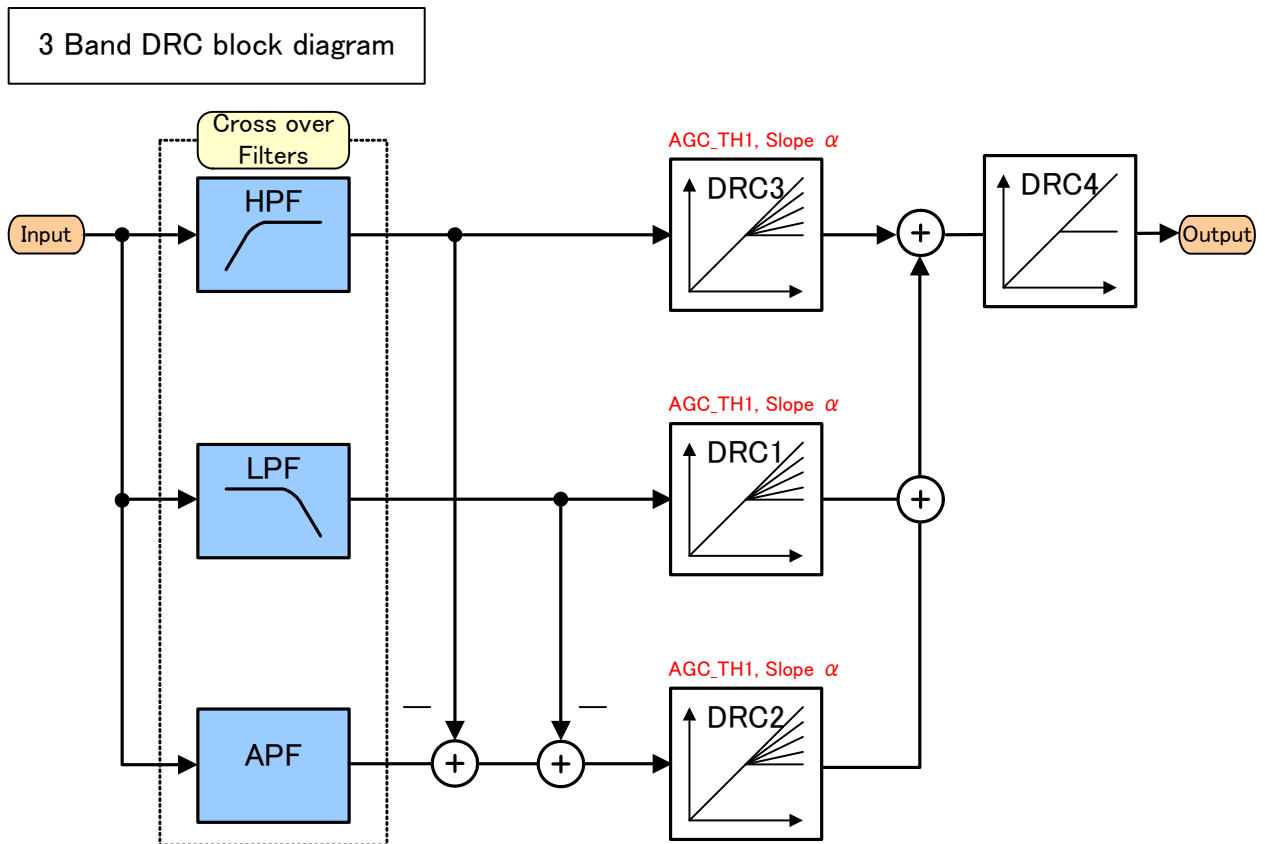 3 Band DRC block diagram
Cross over
Filters
Input
HPF
AGC_TH1, Slope α
DRC3
+
DRC4
Output
LPF
AGC_TH1, Slope α
DRC1
+
APF
—
+
—
+
AGC_TH1, Slope α
DRC2